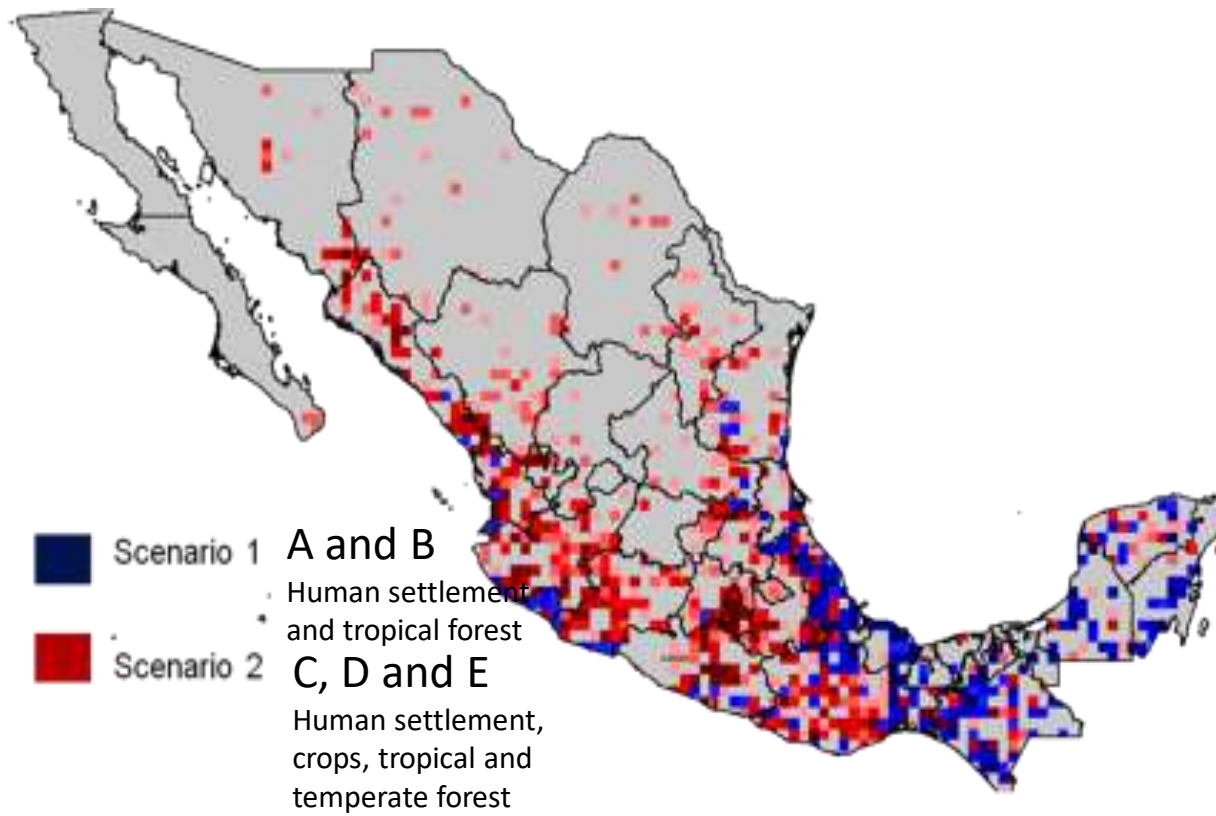 Scenario 1
A and B
Human settlement
and tropical forest
Scenario 2
C, D and E
Human settlement,
crops, tropical and
temperate forest